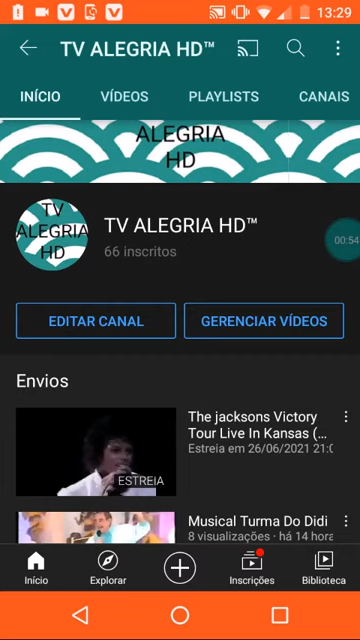 13:29
TV ALEGRIA HD™
INÍCIO
VÍDEOS
PLAYLISTS
CANAIS
ALEGRIA
HD
TV
ALEGRIA
HD
TV ALEGRIA HD™
66 inscritos
00:54
EDITAR CANAL
GERENCIAR VÍDEOS
Envios
The jacksons Victory
Tour Live In Kansas (...
Estreia em 26/06/2021 21:0
ESTREIA
Musical Turma Do Didi
8 visualizações · há 14 hora
Início
Explorar
Inscrições
Biblioteca